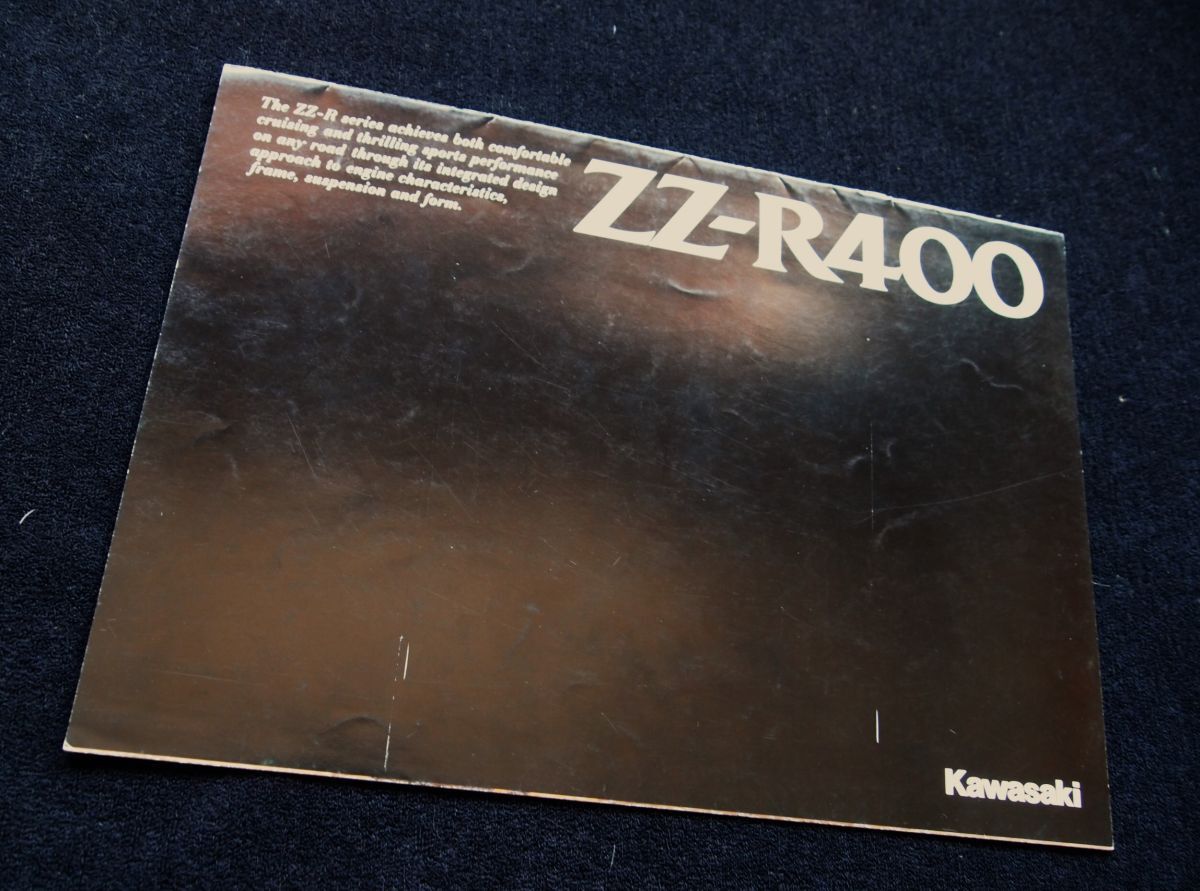 The ZZ-R series achieves both comfortable
cruising and thrilling sports performance
on any road through its integrated design
approach to engine characteristics,
frame, suspension and form.
ZZ-R400
Kawasaki